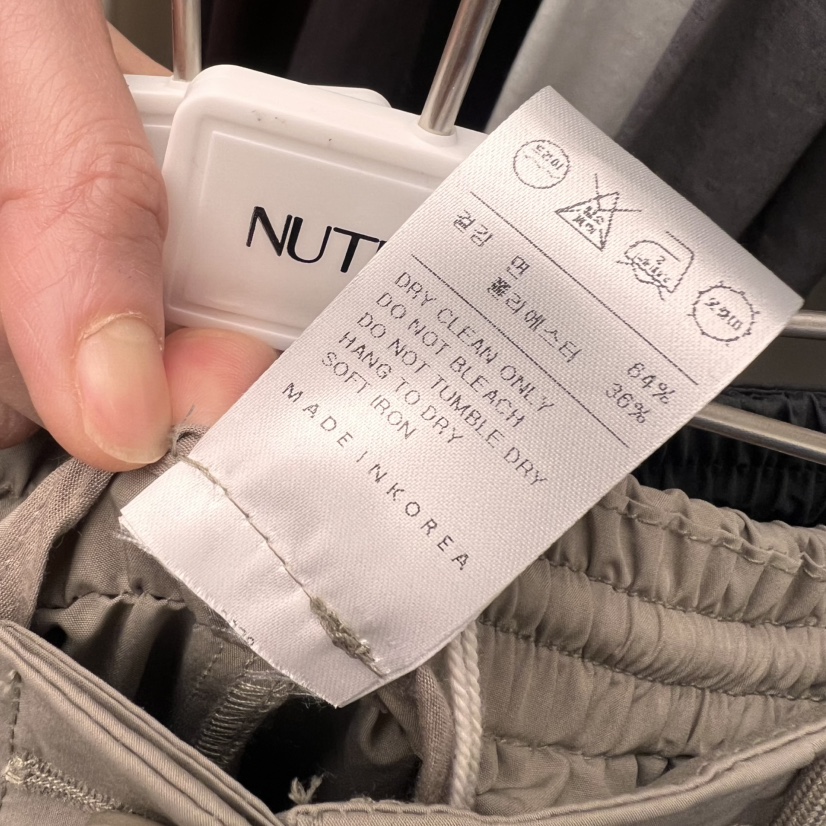 NUT
겉감 면 64%
폴리에스터 36%
DRY CLEAN ONLY
DO NOT BLEACH
DO NOT TUMBLE DRY
HANG TO DRY
SOFT IRON
MADE IN KOREA